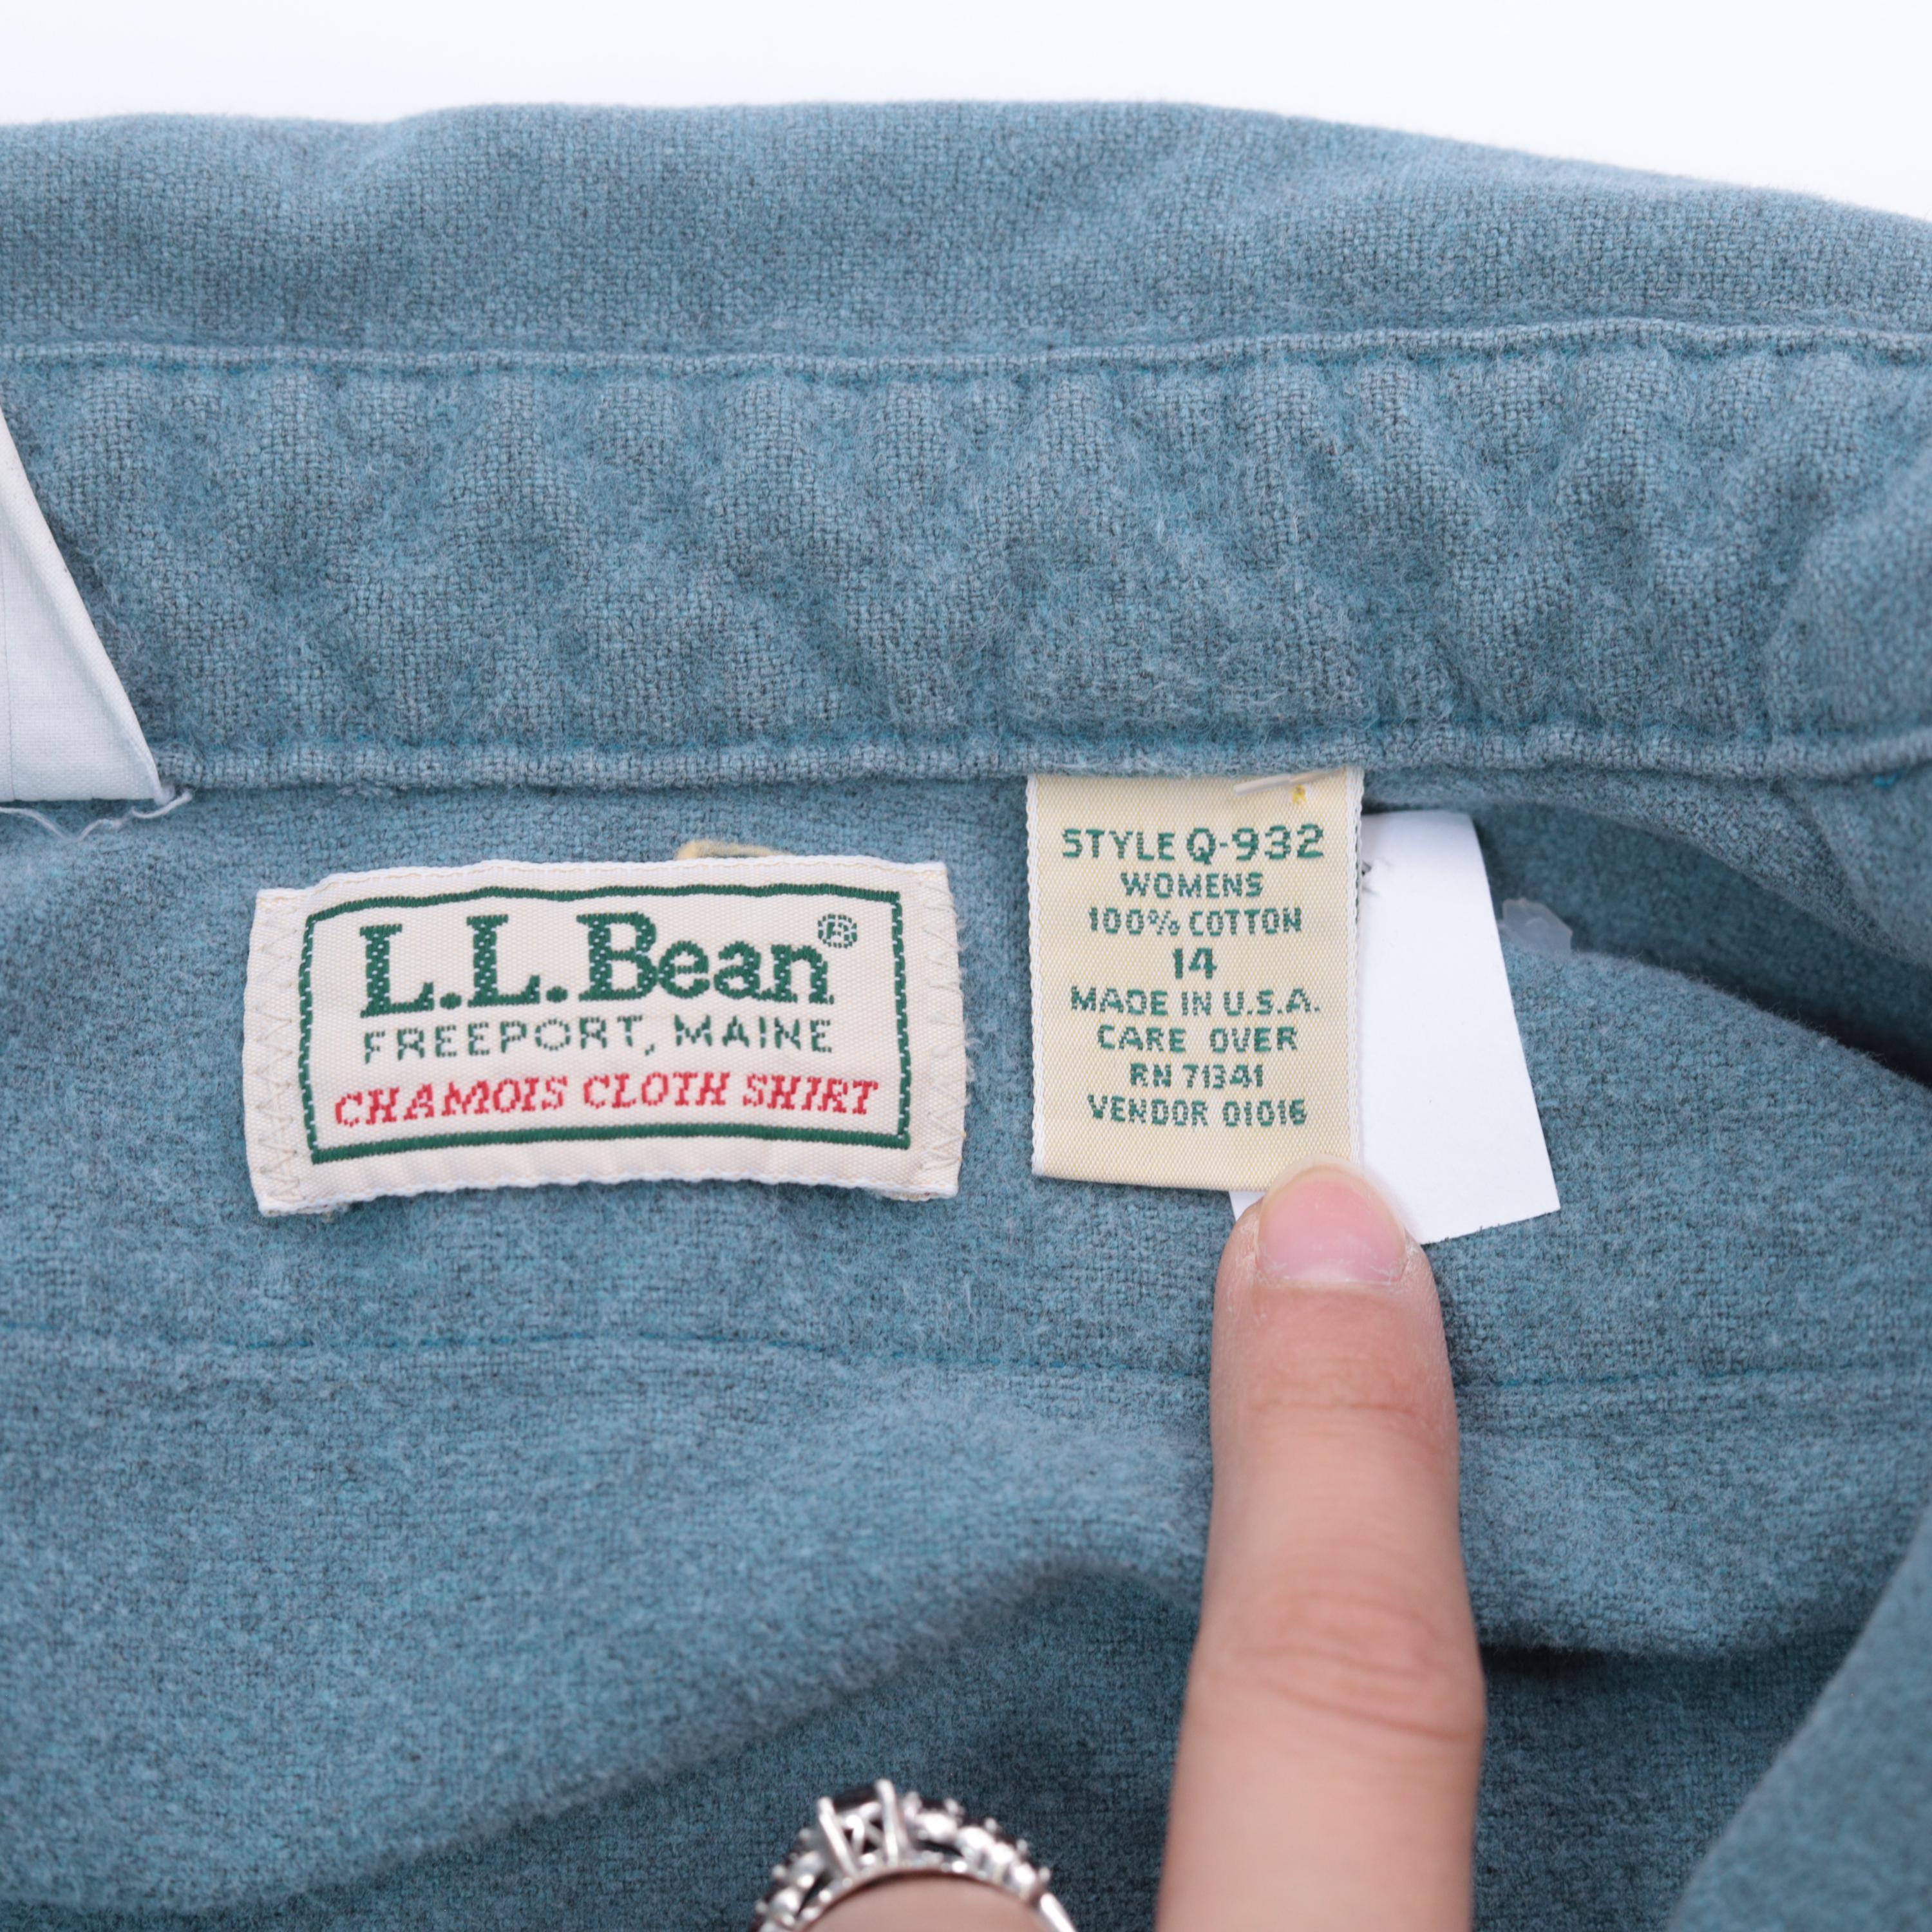 L.L.Bean®
FREEPORT, MAINE
CHAMOIS CLOTH SHIRT
STYLE Q-932
WOMENS
100% COTTON
14
MADE IN U.S.A.
CARE OVER
RN 71341
VENDOR 01016